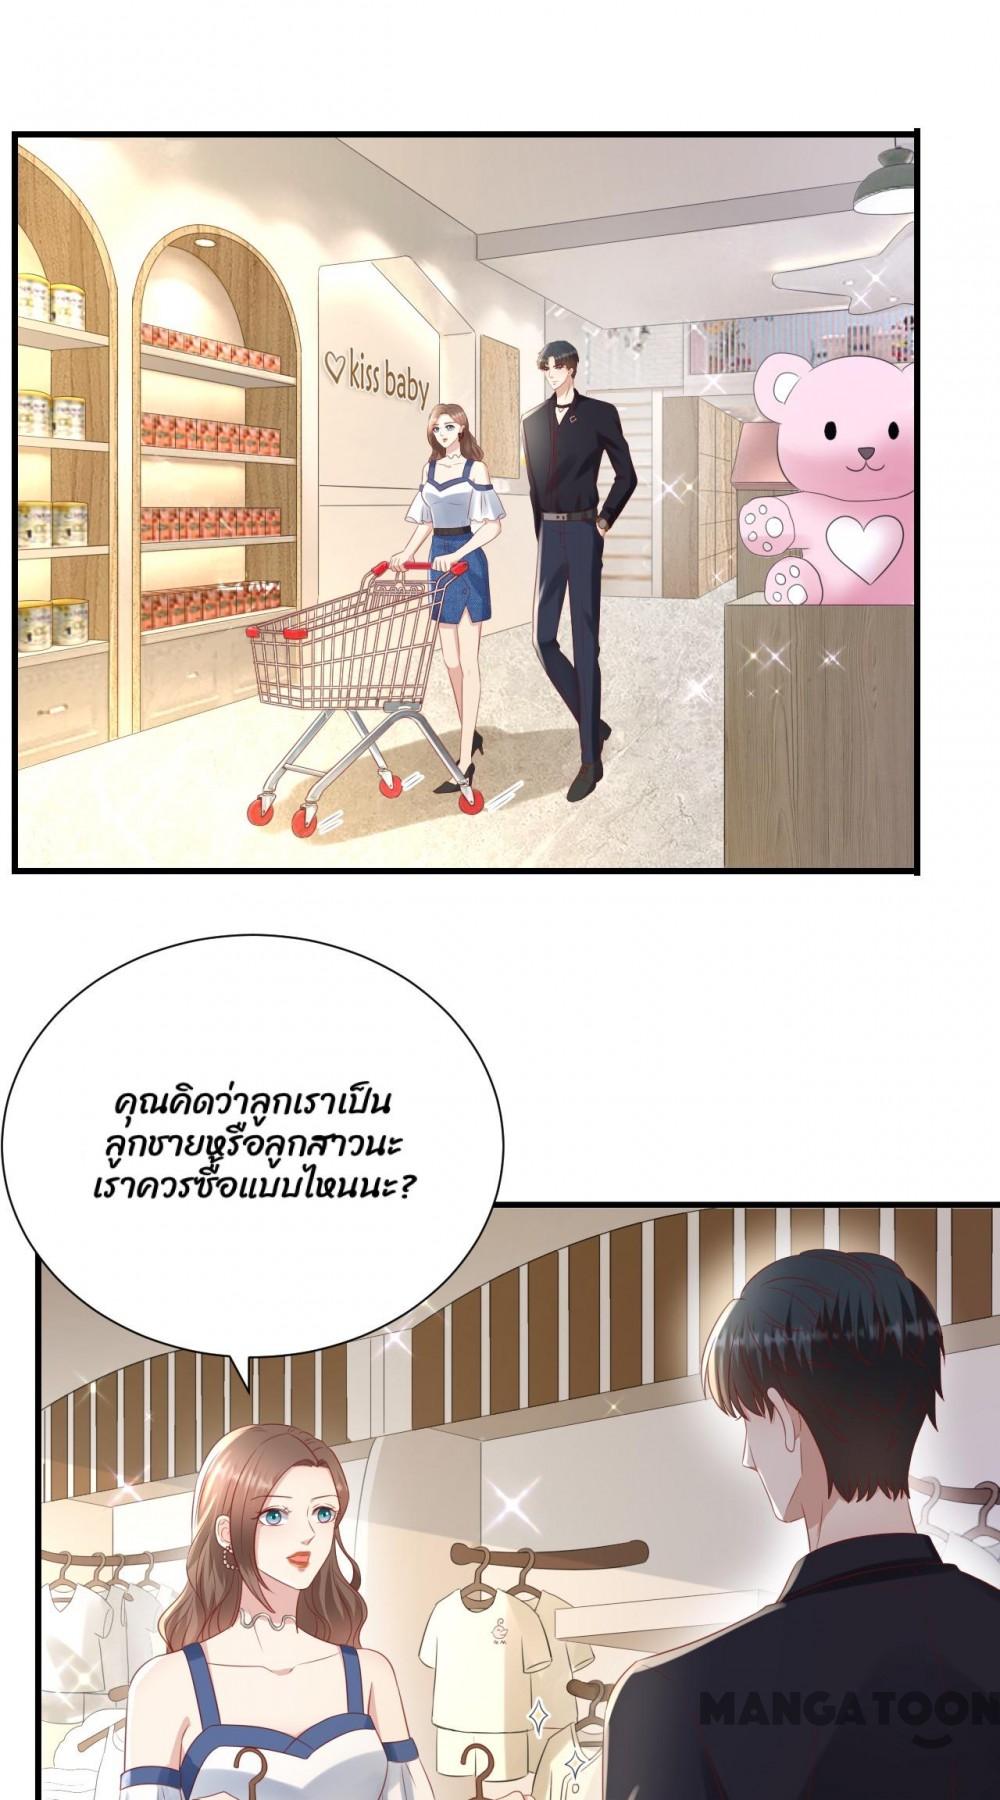 ♡kiss baby
คุณคิดว่าลูกเราเป็น
ลูกชายหรือลูกสาวนะ
เราควรซื้อแบบไหนนะ?
MANGATOON